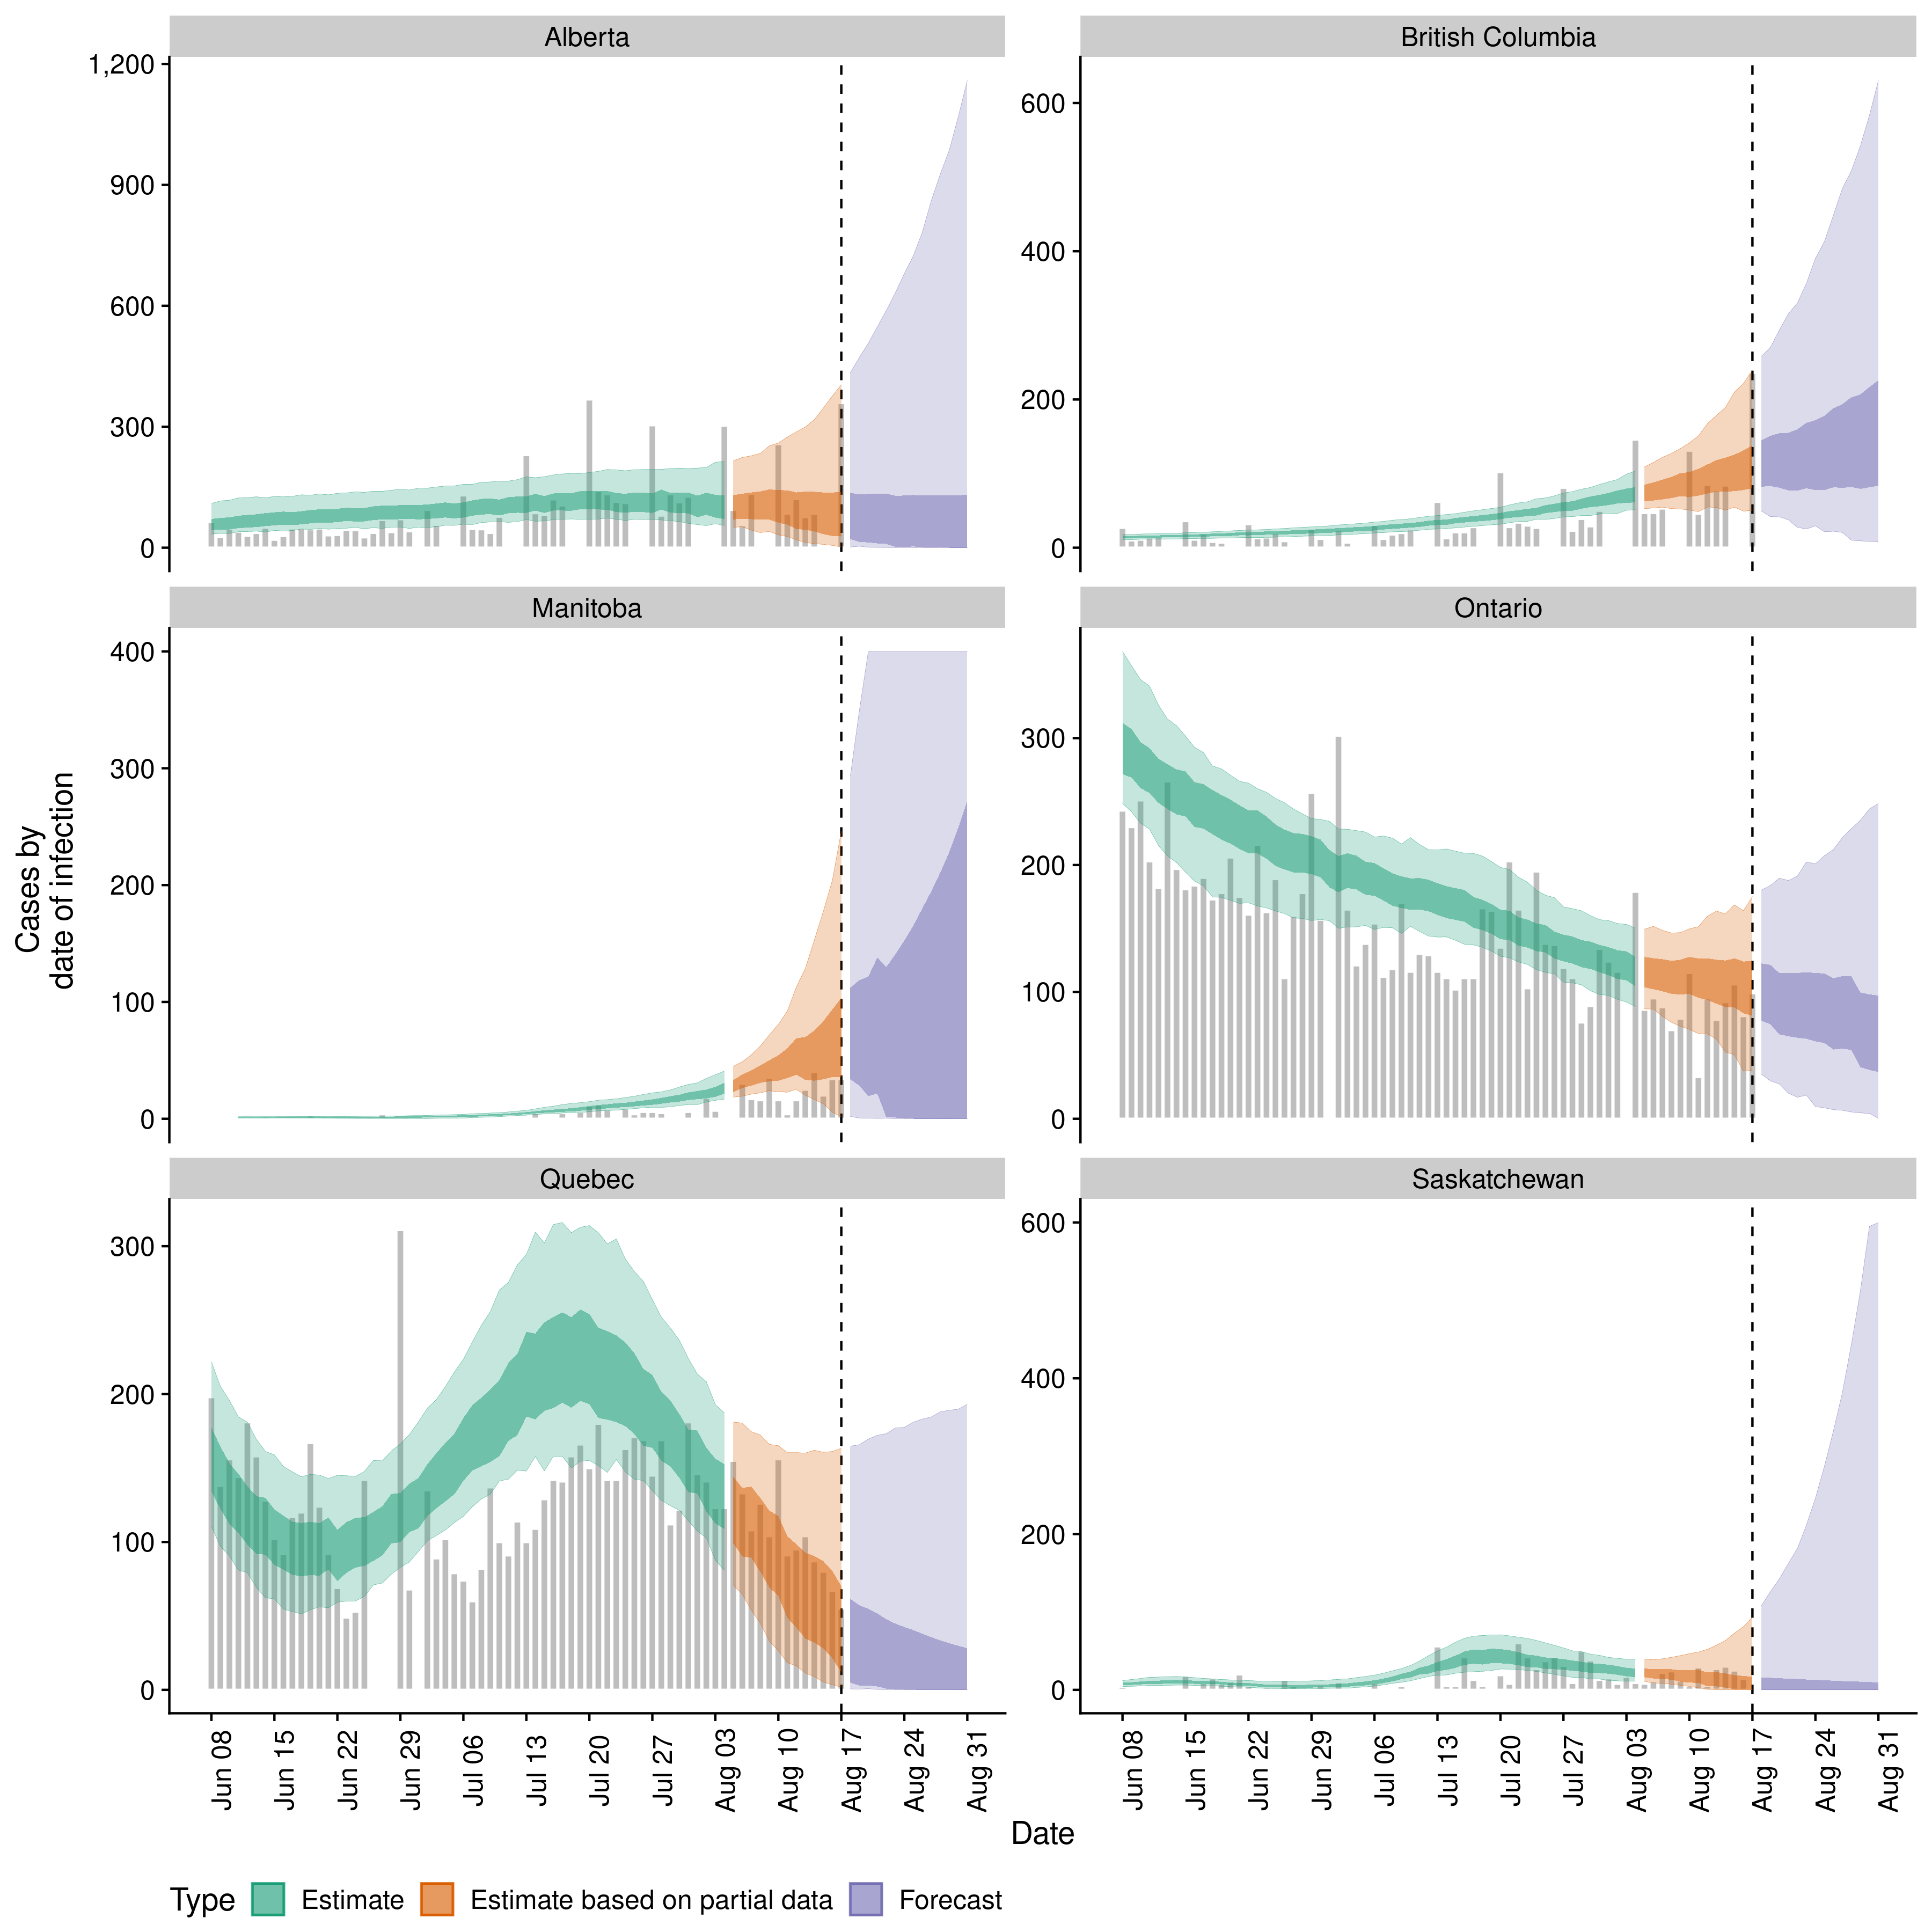 Alberta
British Columbia
1,200
900
600
300
0
600
400
200
0
Manitoba
Ontario
400
300
200
100
0
300
200
100
0
Cases by
date of infection
Quebec
Saskatchewan
300
200
100
0
600
400
200
0
Jun 08
Jun 15
Jun 22
Jun 29
Jul 06
Jul 13
Jul 20
Jul 27
Aug 03
Aug 10
Aug 17
Aug 24
Aug 31
Jun 08
Jun 15
Jun 22
Jun 29
Jul 06
Jul 13
Jul 20
Jul 27
Aug 03
Aug 10
Aug 17
Aug 24
Aug 31
Date
Type Estimate Estimate based on partial data Forecast